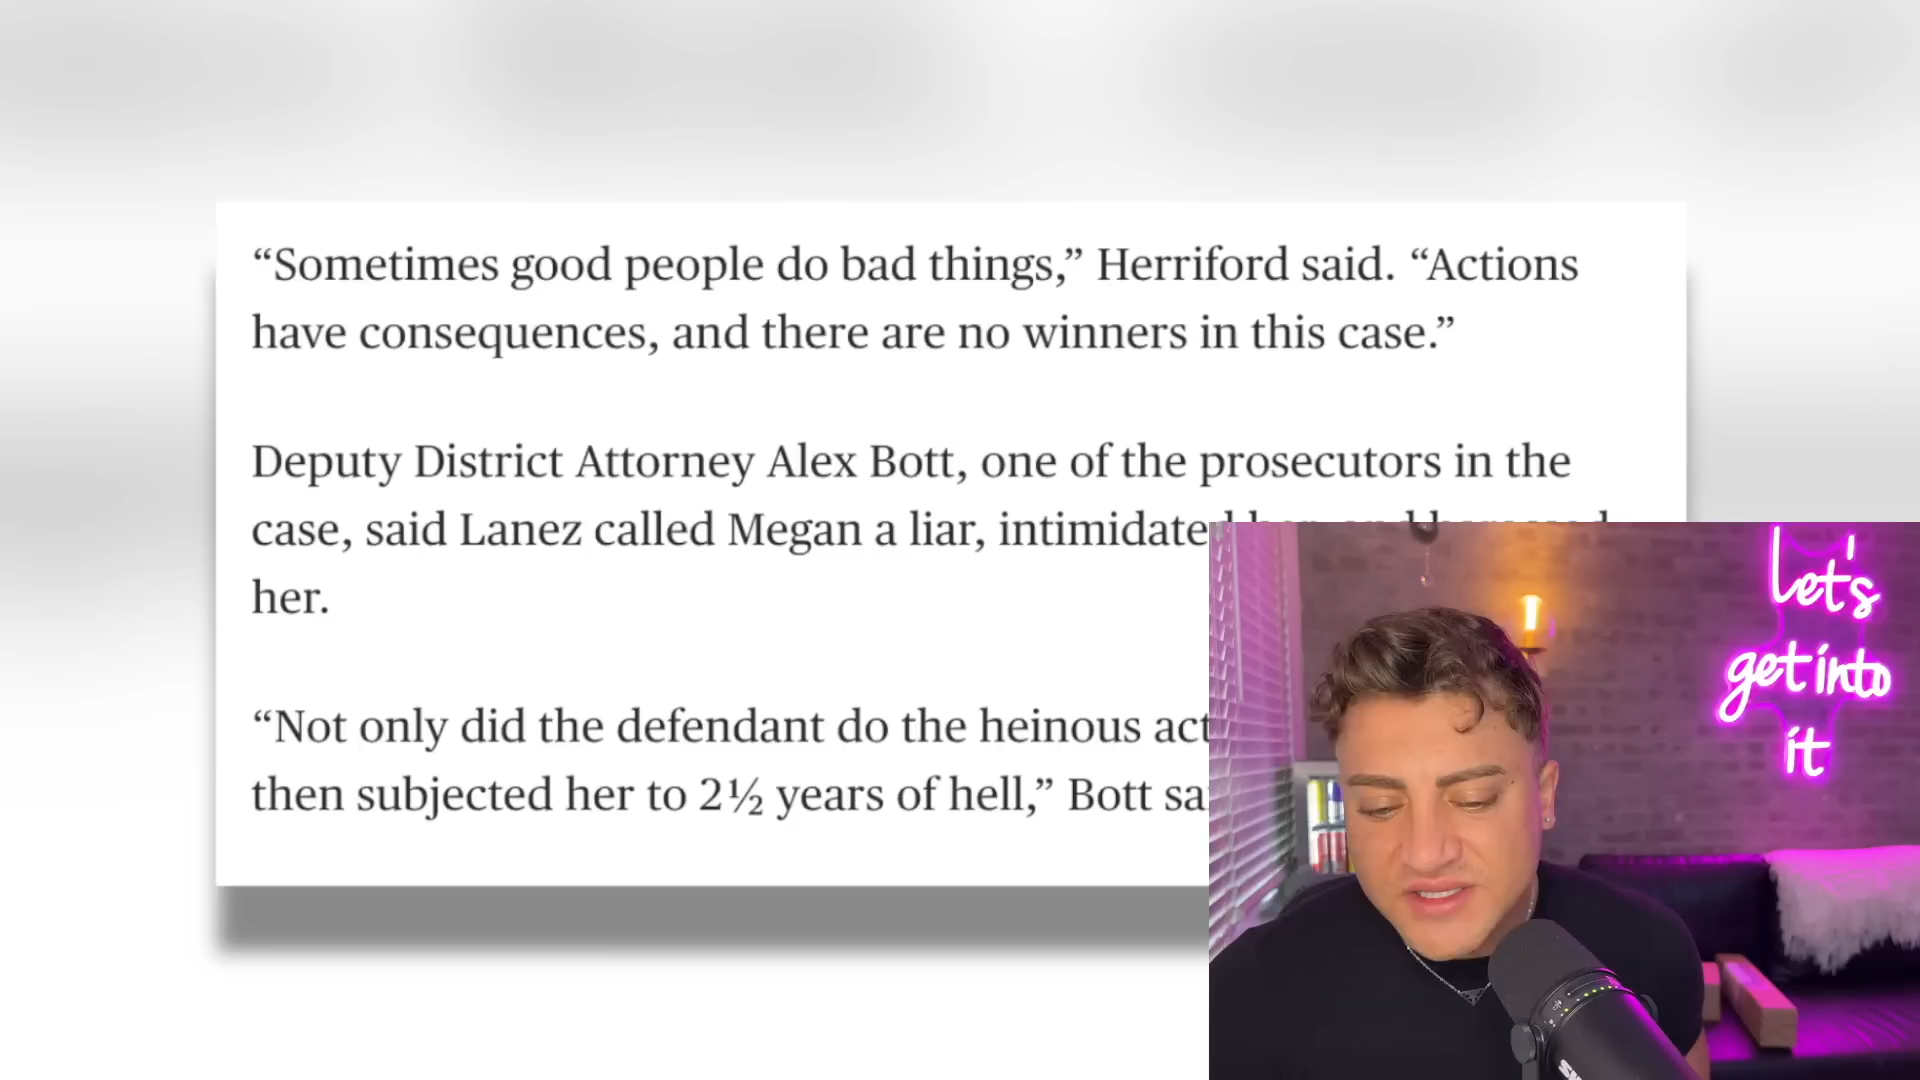 “Sometimes good people do bad things,” Herriford said. “Actions
have consequences, and there are no winners in this case.”
Deputy District Attorney Alex Bott, one of the prosecutors in the
case, said Lanez called Megan a liar, intimidated
her.
“Not only did the defendant do the heinous act
then subjected her to 2½ years of hell,” Bott
let's
get into
it